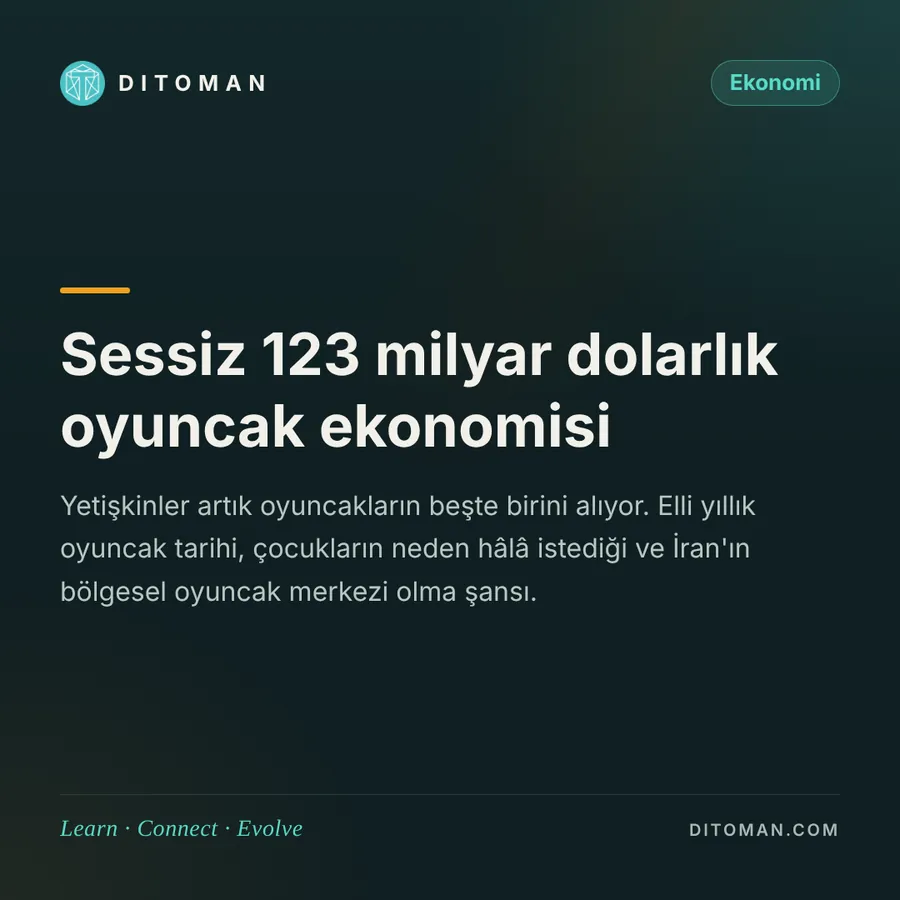 DITOMAN
Ekonomi
Sessiz 123 milyar dolarlık
oyuncak ekonomisi
Yetişkinler artık oyuncakların beşte birini alıyor. Elli yıllık
oyuncak tarihi, çocukların neden hâlâ istediği ve İran'ın
bölgesel oyuncak merkezi olma şansı.
Learn · Connect · Evolve
DITOMAN.COM